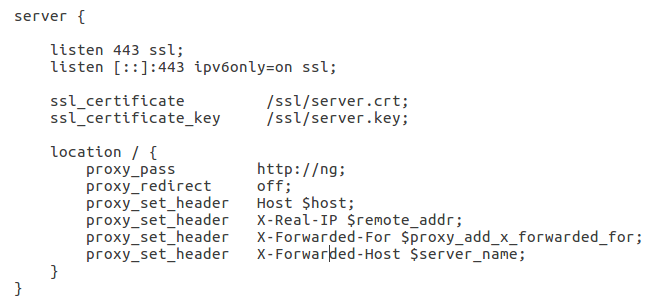 server {
listen 443 ssl;
listen [::]:443 ipv6only=on ssl;
ssl_certificate /ssl/server.crt;
ssl_certificate_key /ssl/server.key;
location / {
proxy_pass http://ng;
proxy_redirect off;
proxy_set_header Host $host;
proxy_set_header X-Real-IP $remote_addr;
proxy_set_header X-Forwarded-For $proxy_add_x_forwarded_for;
proxy_set_header X-Forwarded-Host $server_name;
}
}